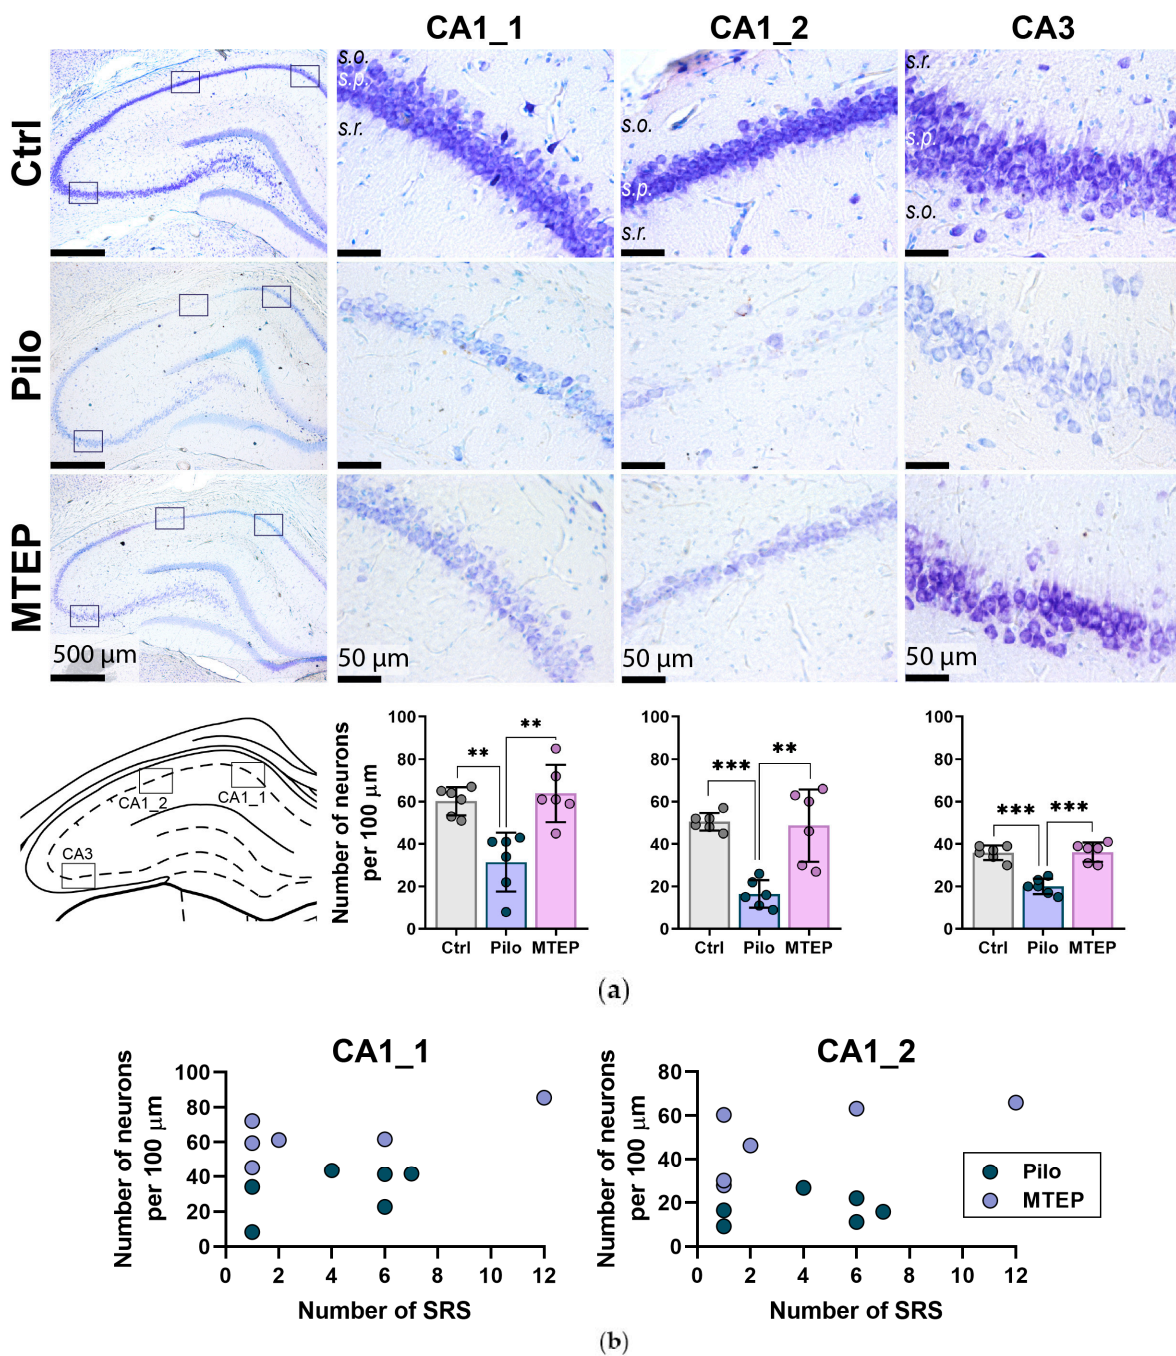 CA1_1 CA1_2 CA3
Ctrl
s.o.
s.p.
s.r.
s.o.
s.p.
s.r.
s.r.
s.p.
s.o.
Pilo
MTEP
500 µm 50 µm 50 µm 50 µm
CA1_2
CA1_1
CA3
Number of neurons
per 100 µm
100
80
60
40
20
0
** **
Ctrl Pilo MTEP
100
80
60
40
20
0
*** **
Ctrl Pilo MTEP
100
80
60
40
20
0
*** ***
Ctrl Pilo MTEP
(a)
CA1_1
Number of neurons
per 100 µm
100
80
60
40
20
0
0 2 4 6 8 10 12
Number of SRS
CA1_2
Number of neurons
per 100 µm
80
60
40
20
0
0 2 4 6 8 10 12
Number of SRS
Pilo
MTEP
(b)